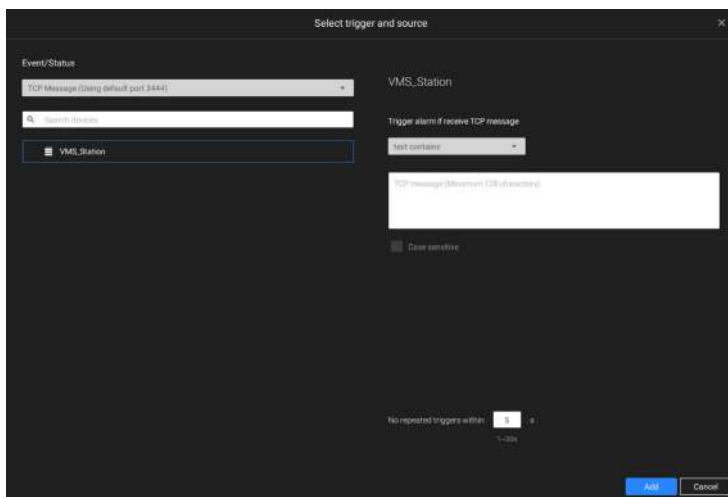 Select trigger and source
Event/Status
TCP Message (Using default port 3444)
Search devices
VMS_Station
VMS_Station
Trigger alarm if receive TCP message
text contains
TCP message (Maximum 128 characters)
Case sensitive
No repeated triggers within 5 s
1~30s
Add
Cancel